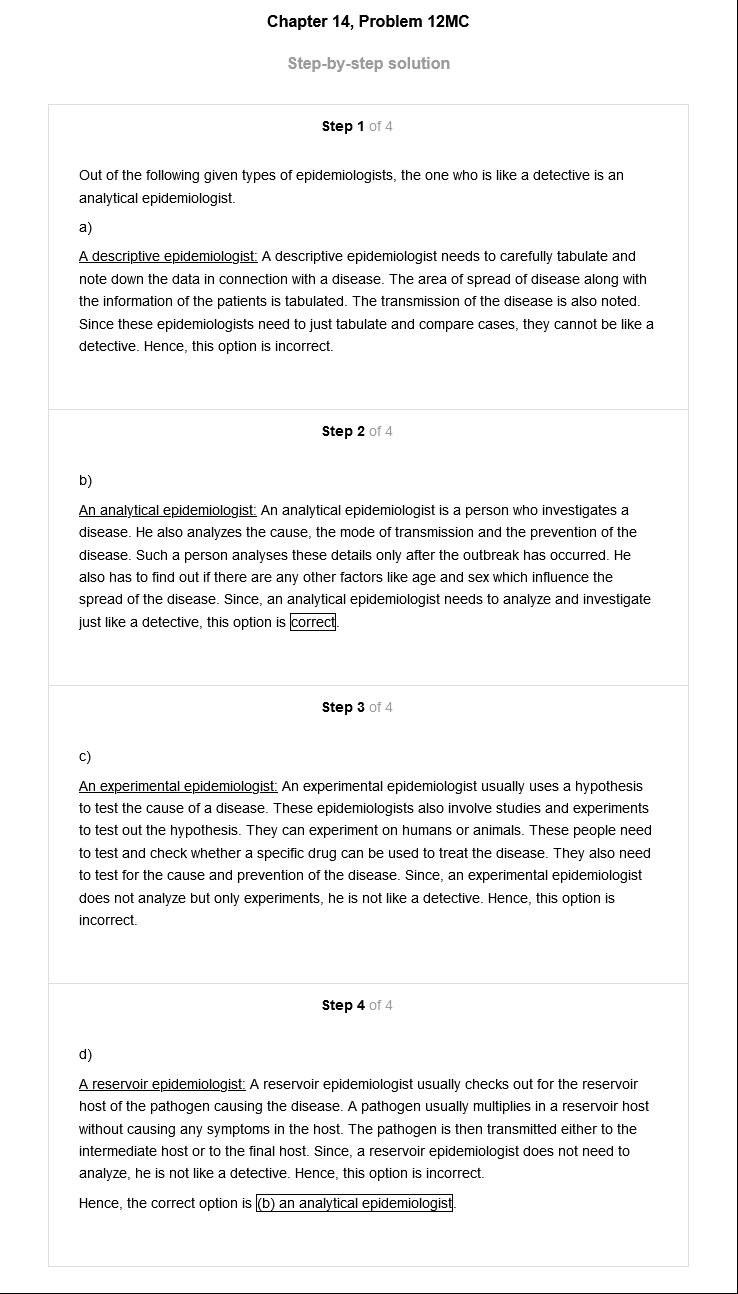 Chapter 14, Problem 12MC
Step-by-step solution
Step 1 of 4
Out of the following given types of epidemiologists, the one who is like a detective is an
analytical epidemiologist.
a)
A descriptive epidemiologist: A descriptive epidemiologist needs to carefully tabulate and
note down the data in connection with a disease. The area of spread of disease along with
the information of the patients is tabulated. The transmission of the disease is also noted.
Since these epidemiologists need to just tabulate and compare cases, they cannot be like a
detective. Hence, this option is incorrect.
Step 2 of 4
b)
An analytical epidemiologist: An analytical epidemiologist is a person who investigates a
disease. He also analyzes the cause, the mode of transmission and the prevention of the
disease. Such a person analyses these details only after the outbreak has occurred. He
also has to find out if there are any other factors like age and sex which influence the
spread of the disease. Since, an analytical epidemiologist needs to analyze and investigate
just like a detective, this option is correct.
Step 3 of 4
c)
An experimental epidemiologist: An experimental epidemiologist usually uses a hypothesis
to test the cause of a disease. These epidemiologists also involve studies and experiments
to test out the hypothesis. They can experiment on humans or animals. These people need
to test and check whether a specific drug can be used to treat the disease. They also need
to test for the cause and prevention of the disease. Since, an experimental epidemiologist
does not analyze but only experiments, he is not like a detective. Hence, this option is
incorrect.
Step 4 of 4
d)
A reservoir epidemiologist: A reservoir epidemiologist usually checks out for the reservoir
host of the pathogen causing the disease. A pathogen usually multiplies in a reservoir host
without causing any symptoms in the host. The pathogen is then transmitted either to the
intermediate host or to the final host. Since, a reservoir epidemiologist does not need to
analyze, he is not like a detective. Hence, this option is incorrect.
Hence, the correct option is (b) an analytical epidemiologist.